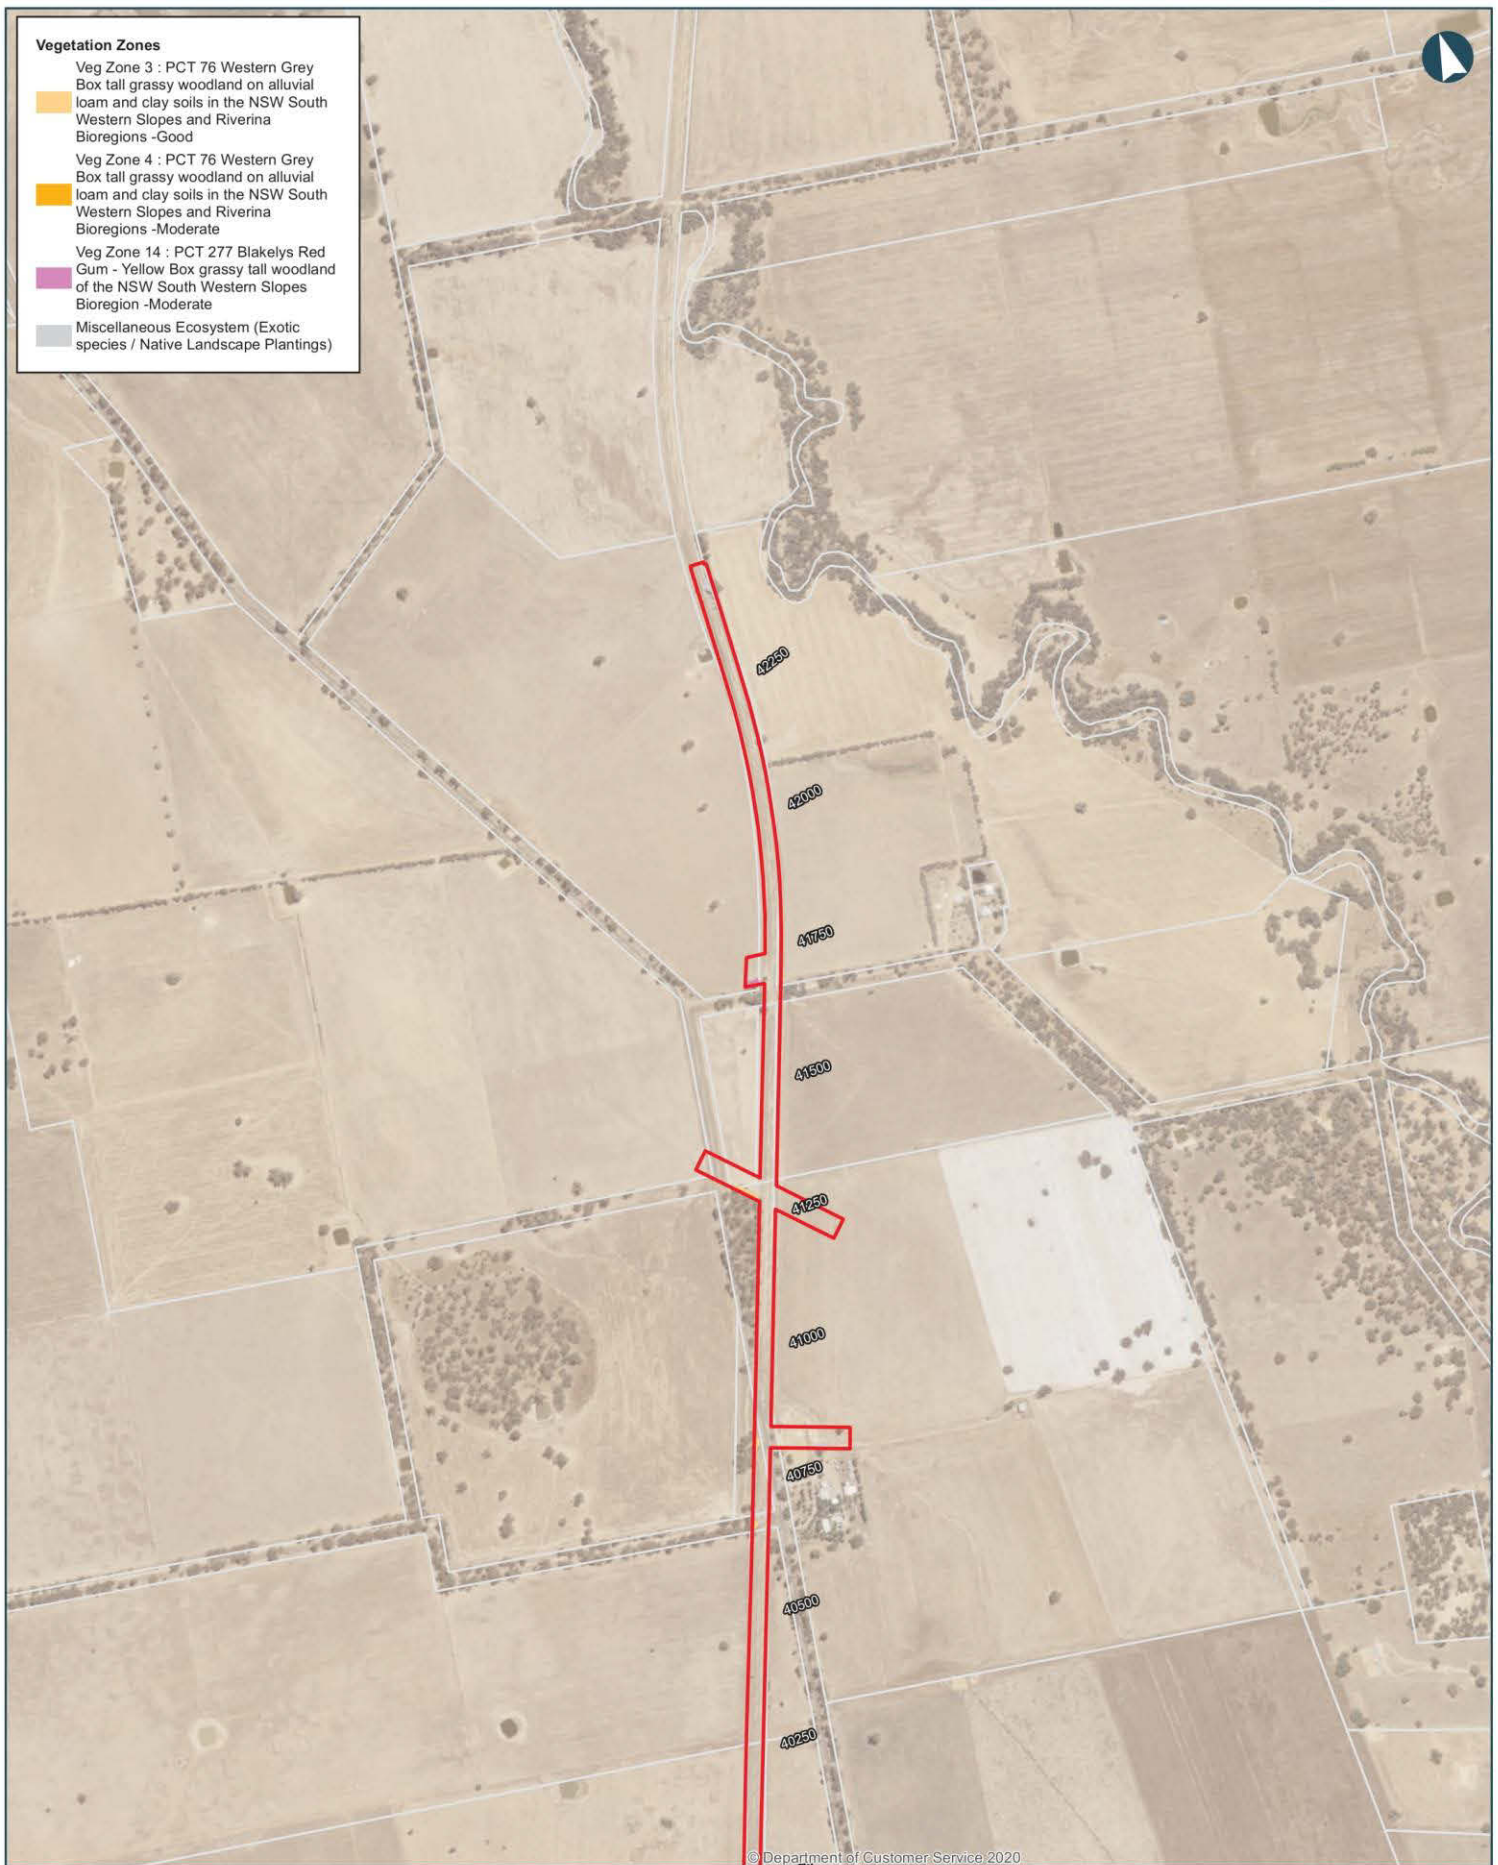 Vegetation Zones
Veg Zone 3 : PCT 76 Western Grey
Box tall grassy woodland on alluvial
loam and clay soils in the NSW South
Western Slopes and Riverina
Bioregions -Good
Veg Zone 4 : PCT 76 Western Grey
Box tall grassy woodland on alluvial
loam and clay soils in the NSW South
Western Slopes and Riverina
Bioregions -Moderate
Veg Zone 14 : PCT 277 Blakelys Red
Gum - Yellow Box grassy tall woodland
of the NSW South Western Slopes
Bioregion -Moderate
Miscellaneous Ecosystem (Exotic
species / Native Landscape Plantings)
42250
42000
41750
41500
41250
41000
40750
40500
40250
© Department of Customer Service 2020